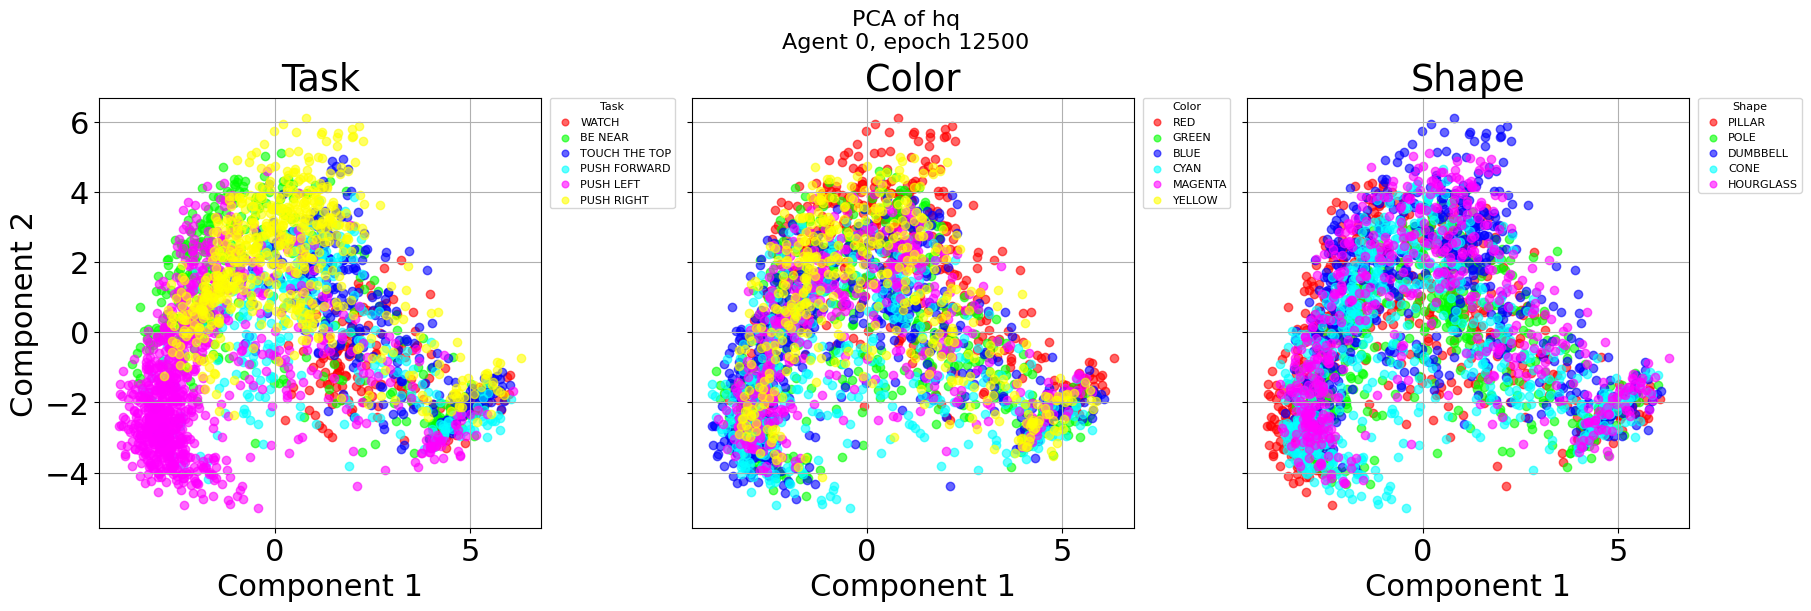 PCA of hq
Agent 0, epoch 12500
Task
Color
Shape
Component 2
6
4
2
0
−2
−4
0
5
Component 1
Task
WATCH
BE NEAR
TOUCH THE TOP
PUSH FORWARD
PUSH LEFT
PUSH RIGHT
0
5
Component 1
Color
RED
GREEN
BLUE
CYAN
MAGENTA
YELLOW
0
5
Component 1
Shape
PILLAR
POLE
DUMBBELL
CONE
HOURGLASS